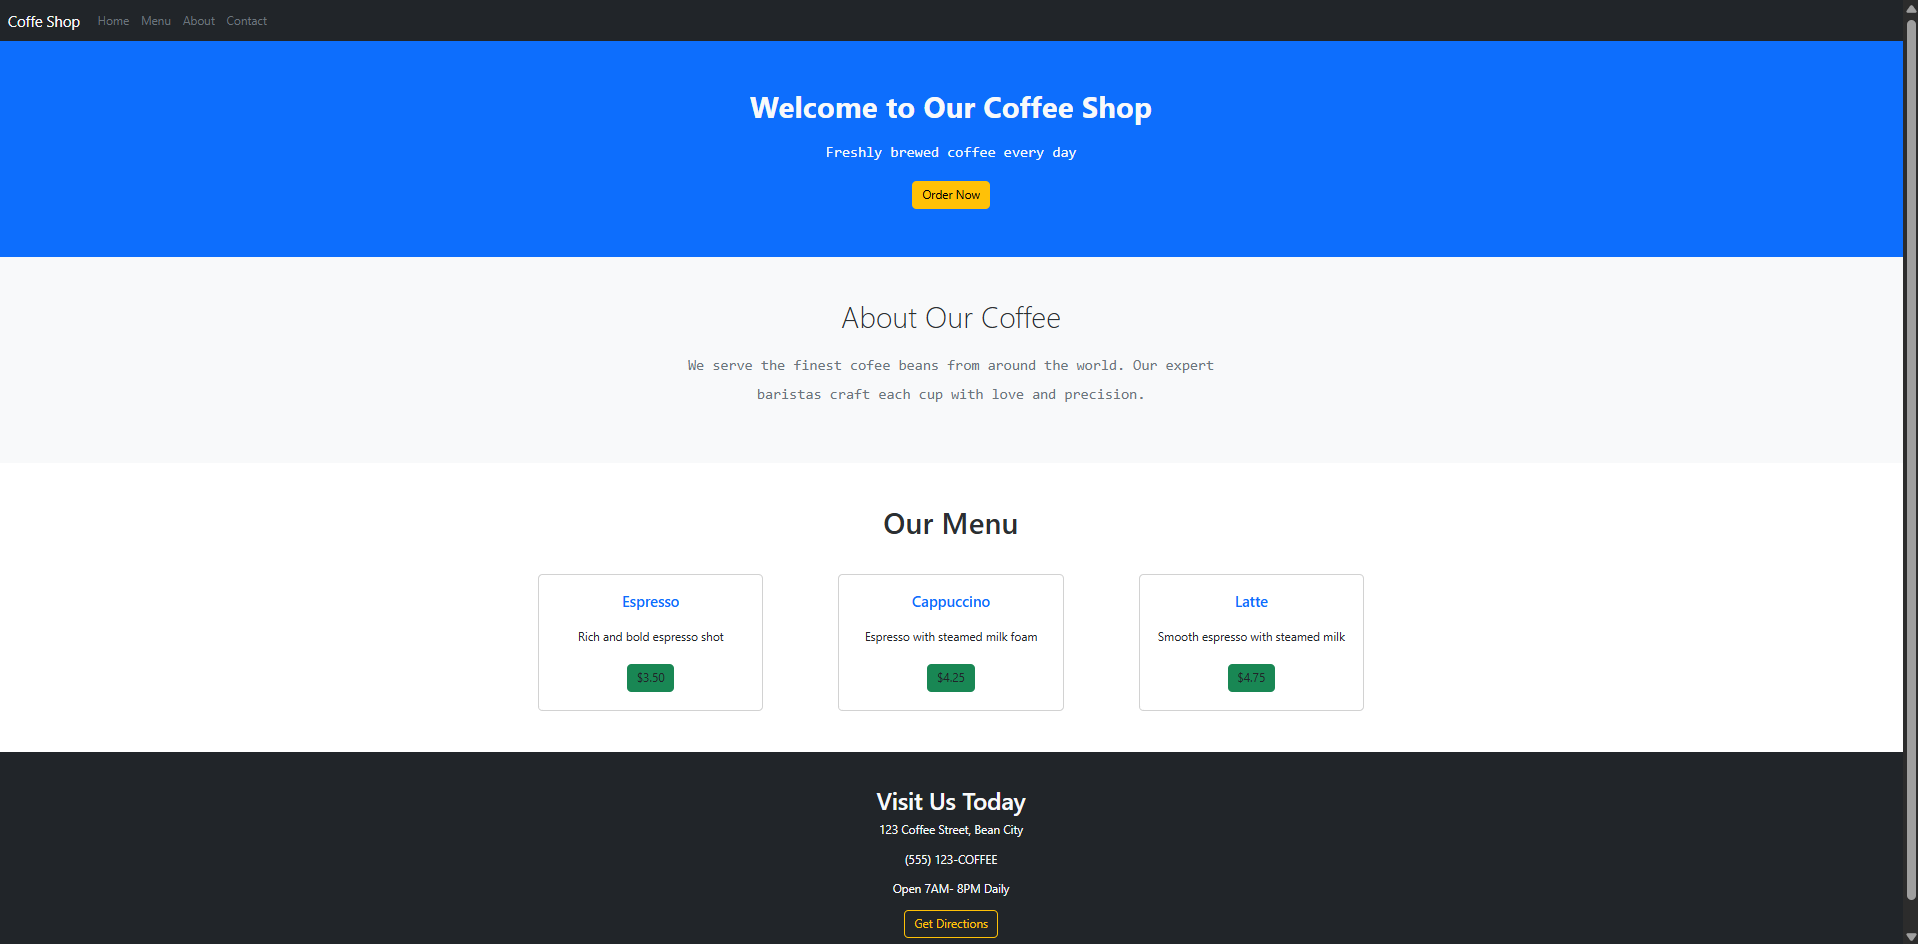 Coffe Shop Home Menu About Contact
Welcome to Our Coffee Shop
Freshly brewed coffee every day
Order Now
About Our Coffee
We serve the finest cofee beans from around the world. Our expert
baristas craft each cup with love and precision.
Our Menu
Espresso
Rich and bold espresso shot
$3.50
Cappuccino
Espresso with steamed milk foam
$4.25
Latte
Smooth espresso with steamed milk
$4.75
Visit Us Today
123 Coffee Street, Bean City
(555) 123-COFFEE
Open 7AM- 8PM Daily
Get Directions